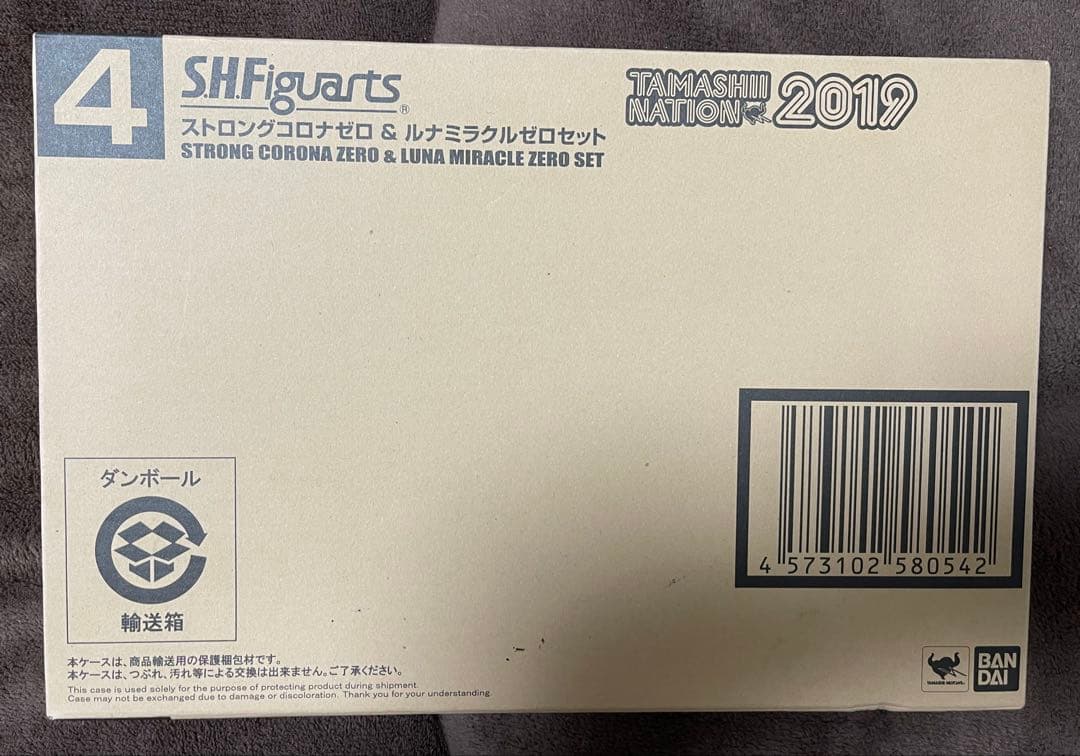 4
S.H.Figuarts®
ストロングコロナゼロ & ルナミラクルゼロセット
STRONG CORONA ZERO & LUNA MIRACLE ZERO SET
TAMASHII
NATION 2019
ダンボール
輸送箱
4 573102 580542
本ケースは、商品輸送用の保護梱包材です。
本ケースは、つぶれ、汚れ等による交換は出来ません。ご了承ください。
This case is used solely for the purpose of protecting product during shipment.
Case may not be exchanged due to damage or discoloration. Thank you for your understanding.
TAMASHII NATIONS
BAN
DAI